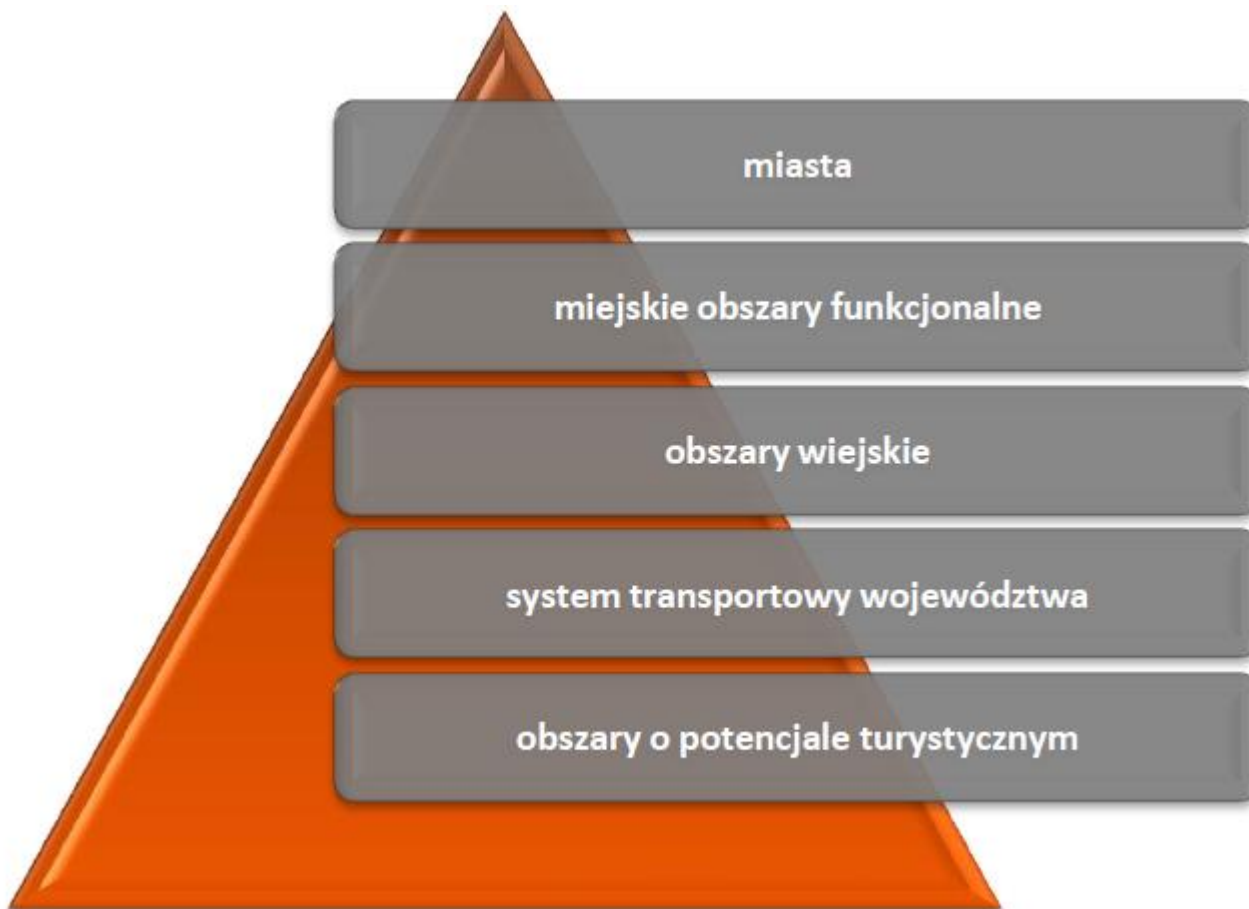 miasta
miejskie obszary funkcjonalne
obszary wiejskie
system transportowy województwa
obszary o potencjale turystycznym